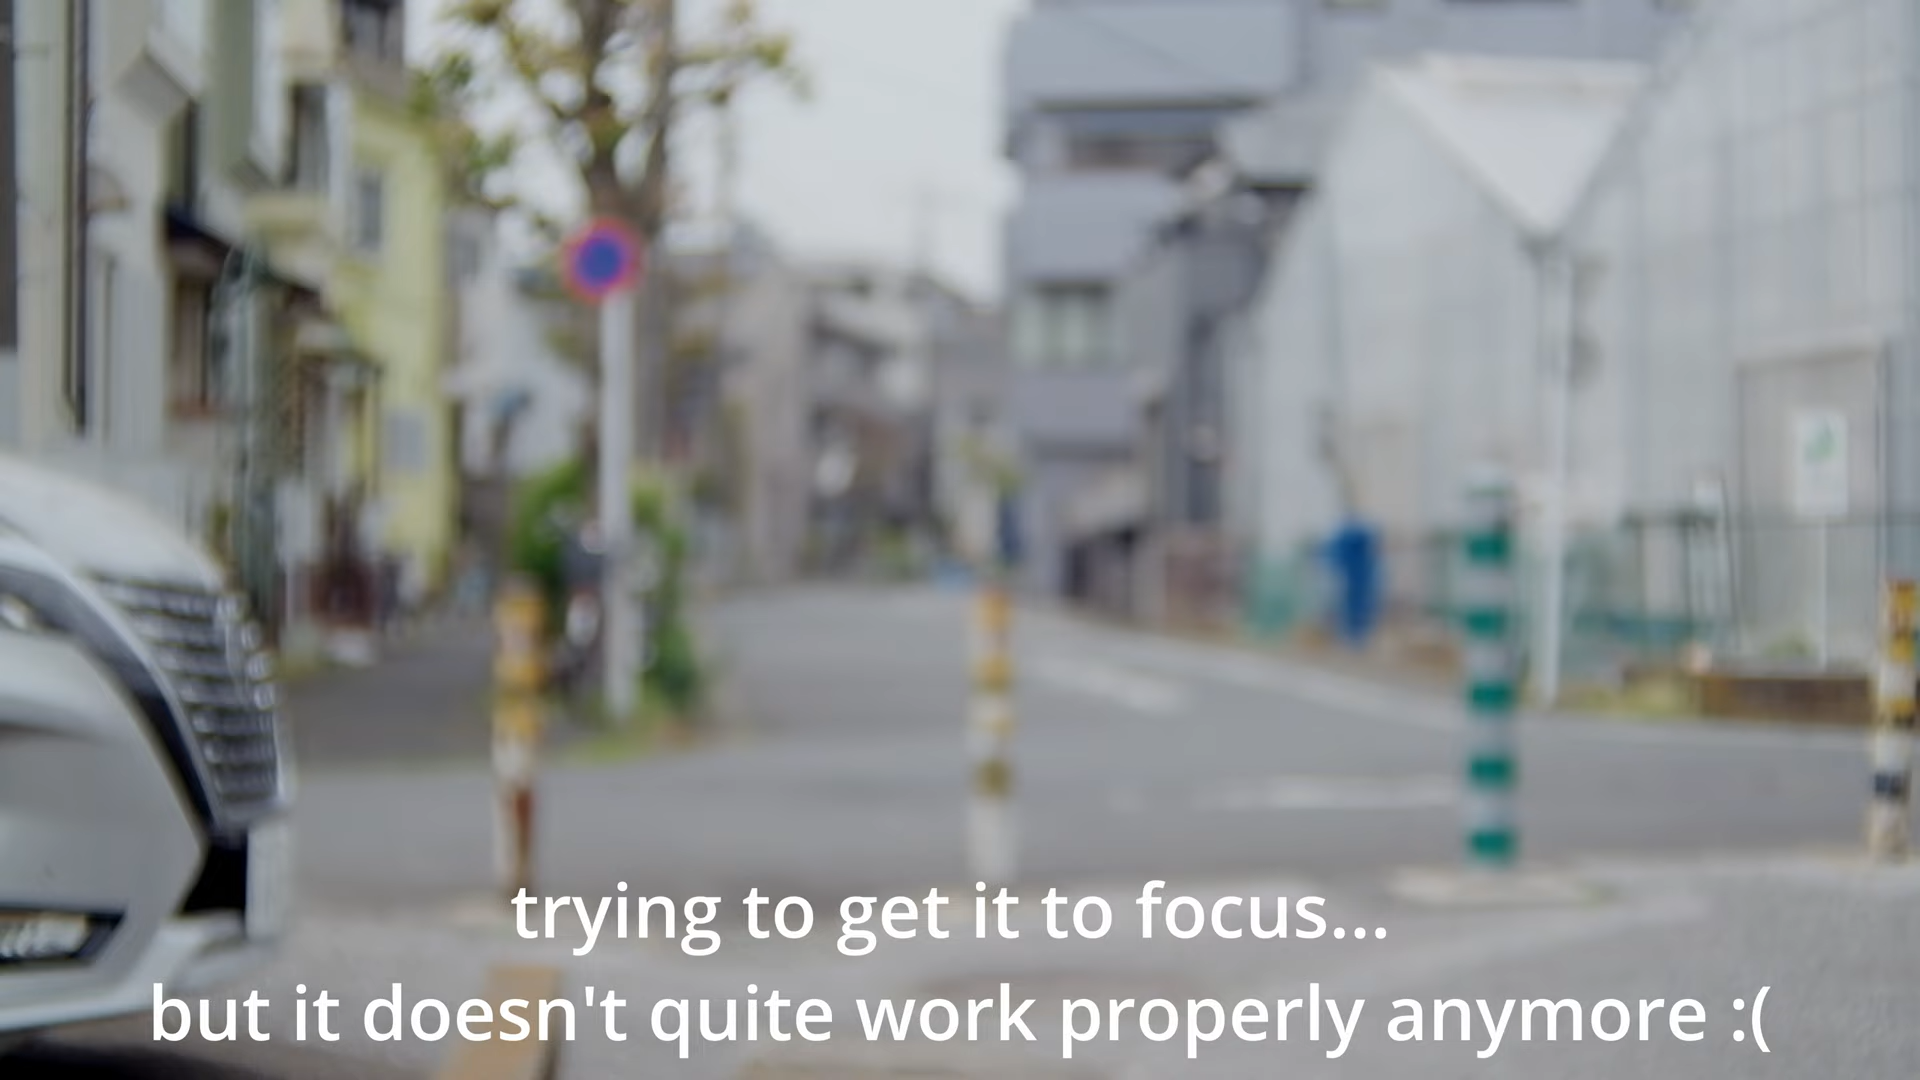 trying to get it to focus...
but it doesn't quite work properly anymore :(